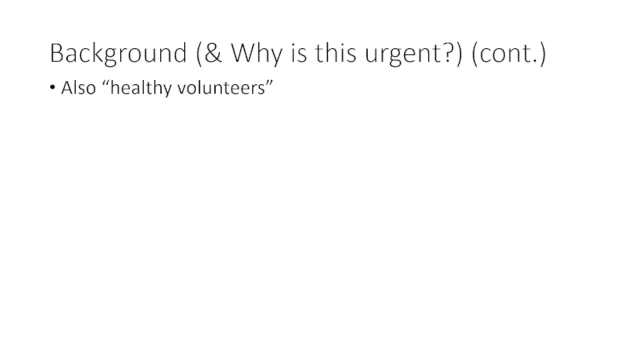 Background (& Why is this urgent?) (cont.)
• Also “healthy volunteers”